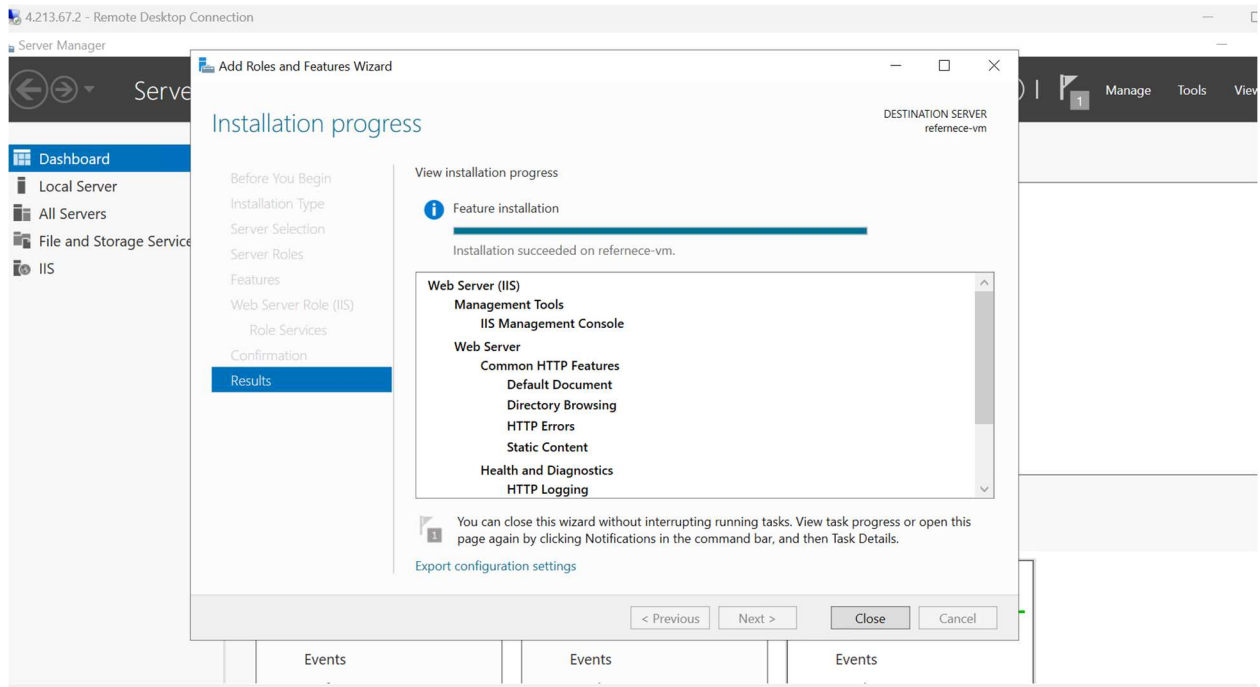 4.213.67.2 - Remote Desktop Connection
Server Manager
Add Roles and Features Wizard
Serve
1
Manage
Tools
View
Installation progress
DESTINATION SERVER
refernece-vm
Dashboard
Local Server
All Servers
File and Storage Service
IIS
Before You Begin
Installation Type
Server Selection
Server Roles
Features
Web Server Role (IIS)
Role Services
Confirmation
Results
View installation progress
Feature installation
Installation succeeded on refernece-vm.
Web Server (IIS)
Management Tools
IIS Management Console
Web Server
Common HTTP Features
Default Document
Directory Browsing
HTTP Errors
Static Content
Health and Diagnostics
HTTP Logging
1
You can close this wizard without interrupting running tasks. View task progress or open this
page again by clicking Notifications in the command bar, and then Task Details.
Export configuration settings
< Previous
Next >
Close
Cancel
Events
Events
Events